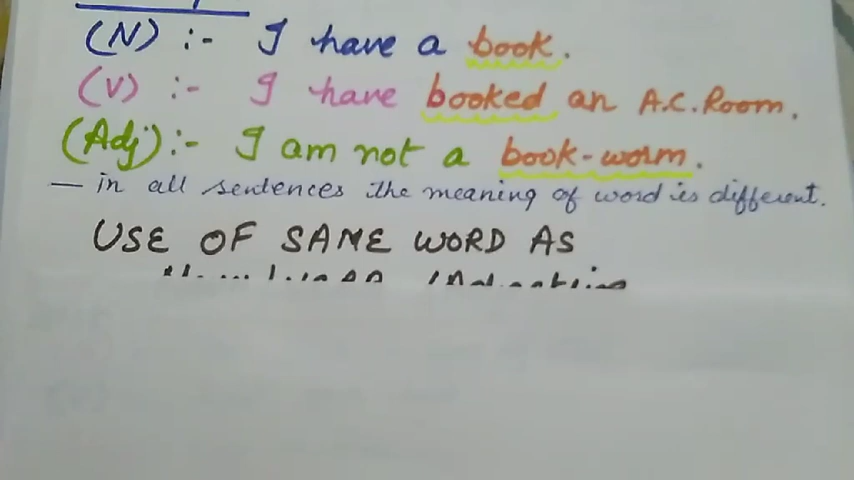 (N) :- I have a book.
(V) :- I have booked an A.C. Room.
(Adj) :- I am not a book-worm.
— in all sentences the meaning of word is different.
USE OF SAME WORD AS